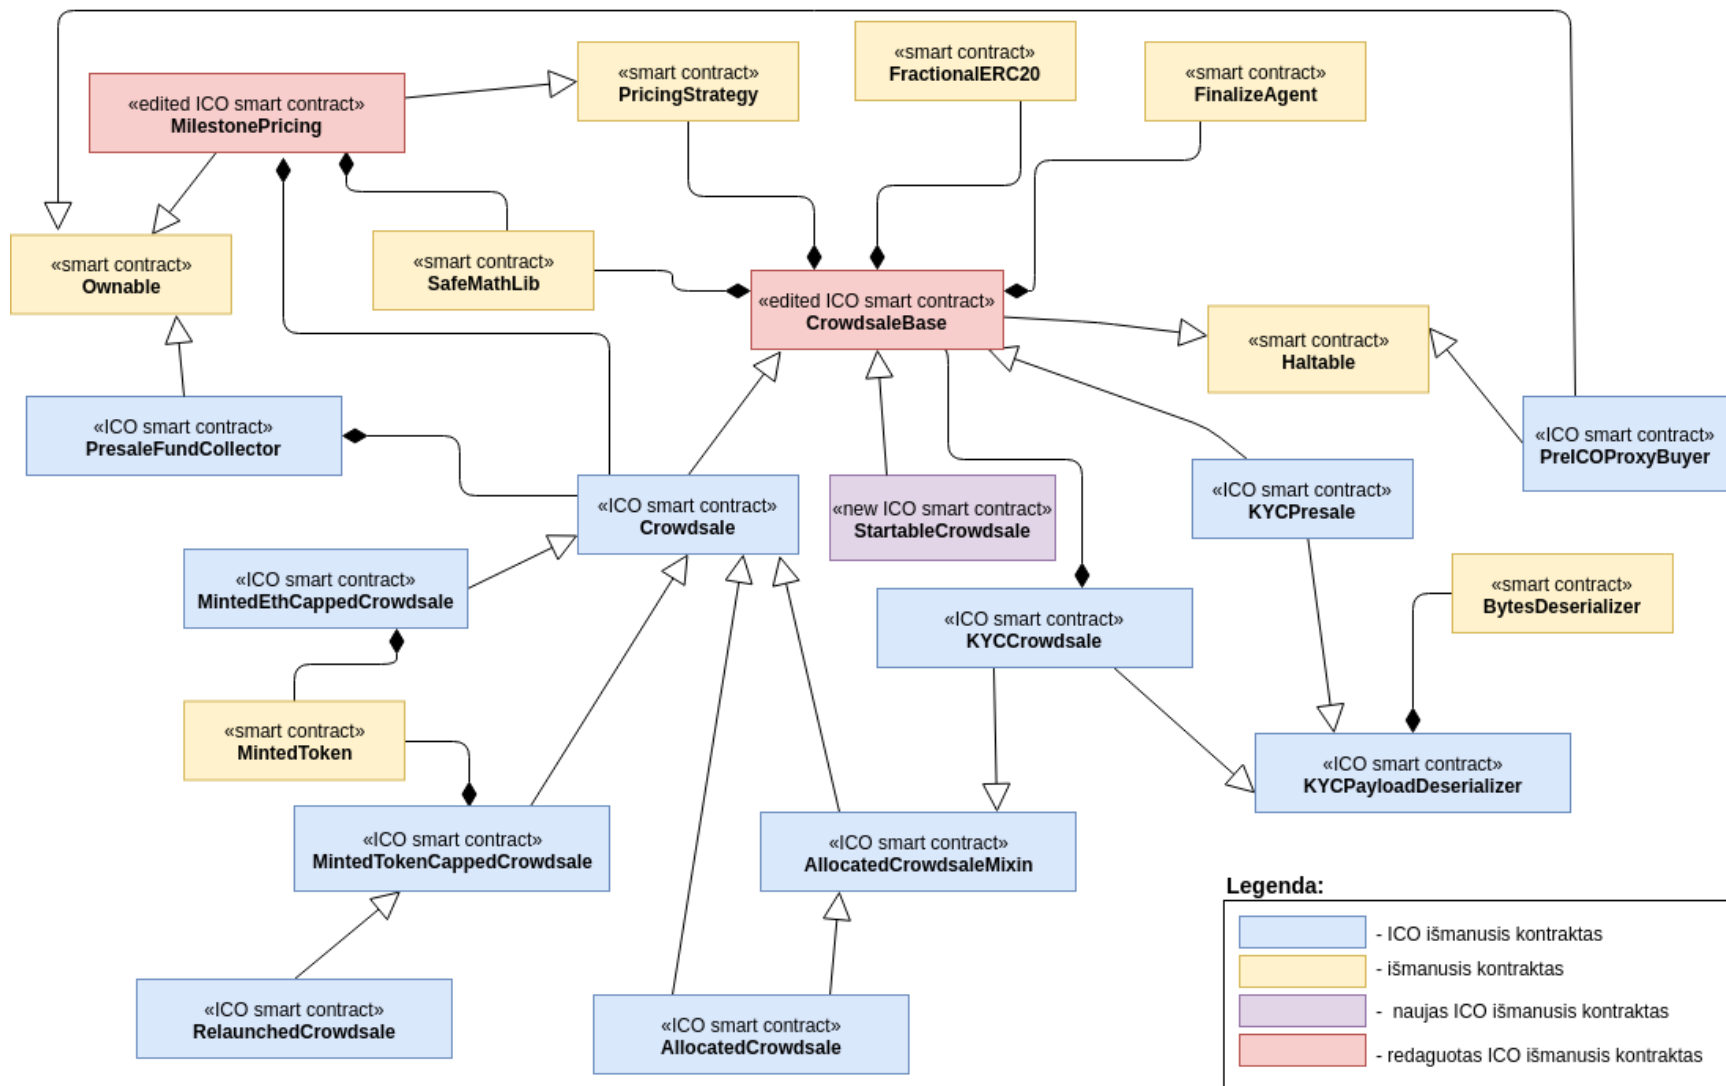 «smart contract»
FractionalERC20
«smart contract»
PricingStrategy
«smart contract»
FinalizeAgent
«edited ICO smart contract»
MilestonePricing
«smart contract»
Ownable
«smart contract»
SafeMathLib
«edited ICO smart contract»
CrowdsaleBase
«smart contract»
Haltable
«ICO smart contract»
PresaleFundCollector
«ICO smart contract»
PreICOProxyBuyer
«ICO smart contract»
Crowdsale
«new ICO smart contract»
StartableCrowdsale
«ICO smart contract»
KYCPresale
«ICO smart contract»
MintedEthCappedCrowdsale
«smart contract»
BytesDeserializer
«ICO smart contract»
KYCCrowdsale
«smart contract»
MintedToken
«ICO smart contract»
KYCPayloadDeserializer
«ICO smart contract»
MintedTokenCappedCrowdsale
«ICO smart contract»
AllocatedCrowdsaleMixin
«ICO smart contract»
RelaunchedCrowdsale
«ICO smart contract»
AllocatedCrowdsale
Legenda:
- ICO išmanusis kontraktas
- išmanusis kontraktas
- naujas ICO išmanusis kontraktas
- redaguotas ICO išmanusis kontraktas